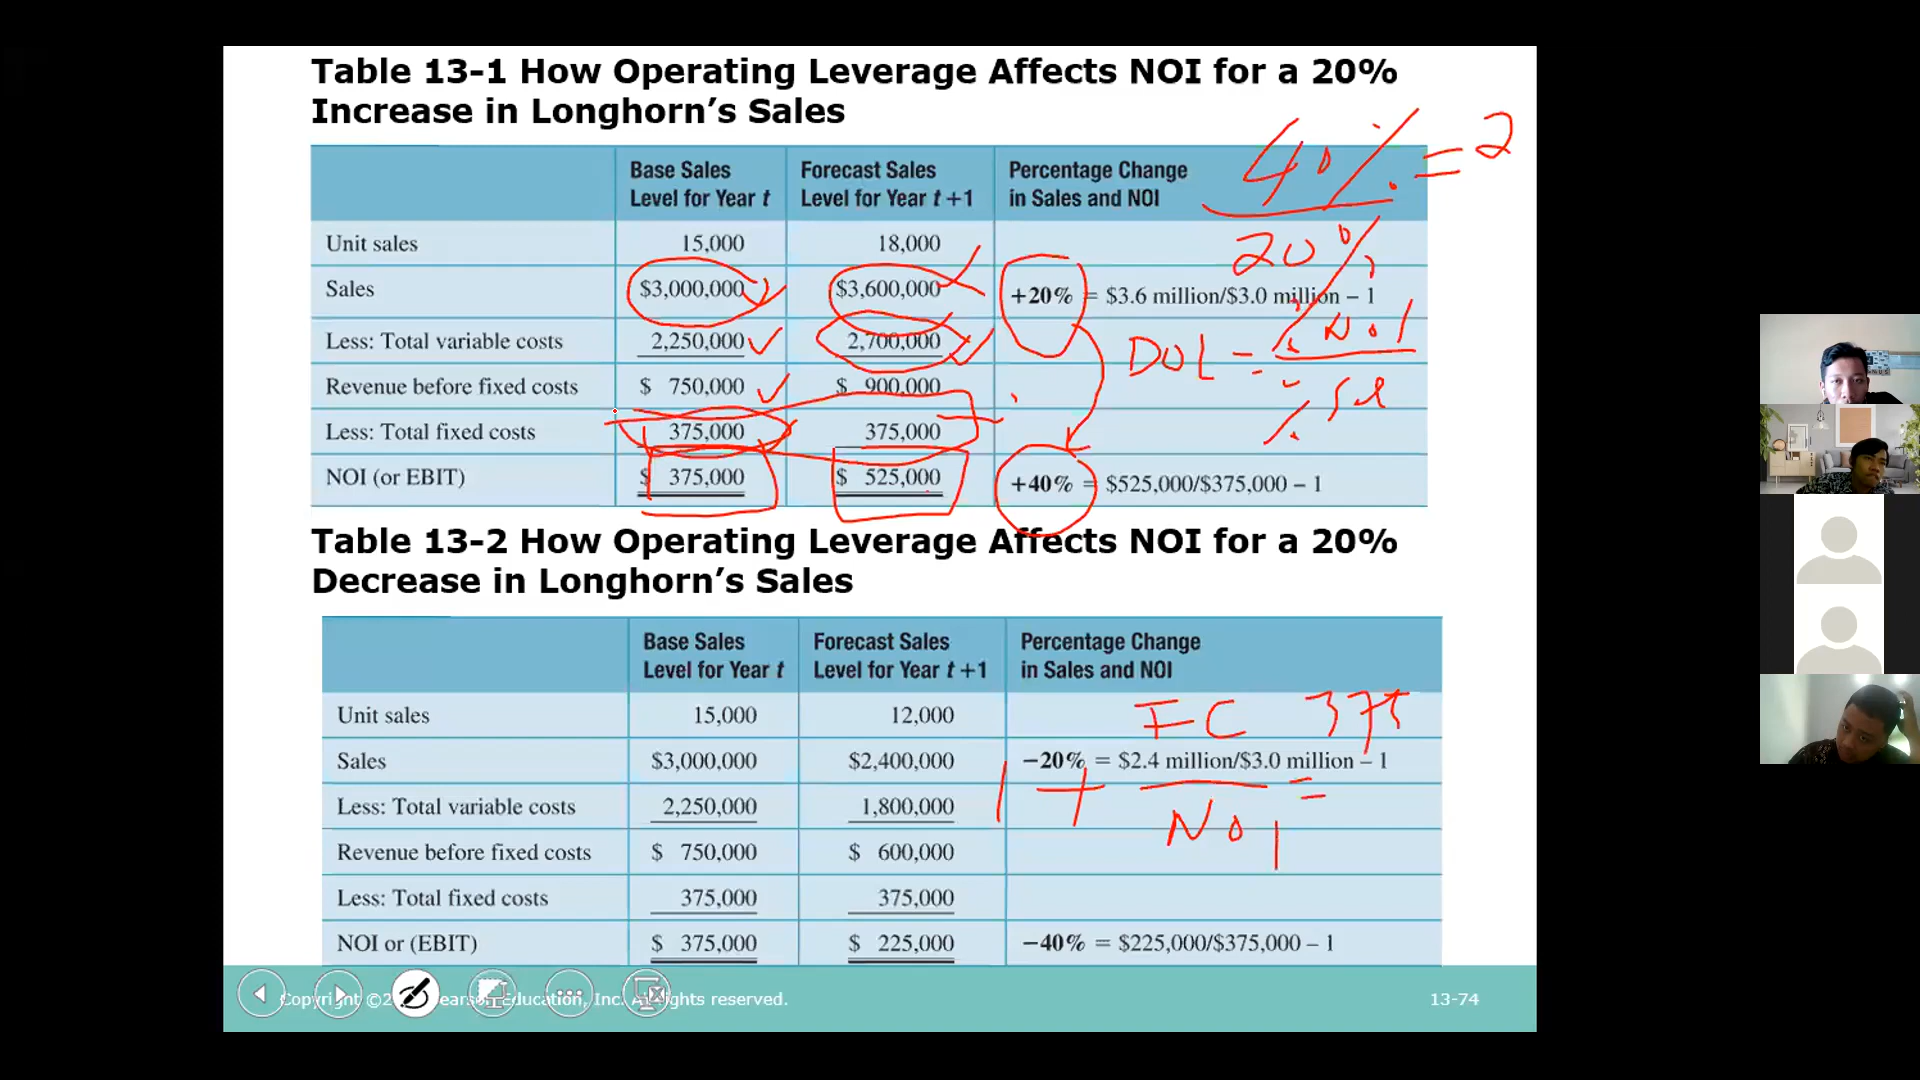 Table 13-1 How Operating Leverage Affects NOI for a 20%
Increase in Longhorn's Sales
40% = 2
20%
Base Sales Level for Year t
Forecast Sales Level for Year t +1
Percentage Change in Sales and NOI
Unit sales 15,000 18,000
Sales $3,000,000 $3,600,000 +20% = $3.6 million/$3.0 million – 1
Less: Total variable costs 2,250,000 2,700,000
DOL = % NOI
% Sal
Revenue before fixed costs $ 750,000 $ 900,000
Less: Total fixed costs 375,000 375,000
NOI (or EBIT) $ 375,000 $ 525,000 +40% = $525,000/$375,000 – 1
Table 13-2 How Operating Leverage Affects NOI for a 20%
Decrease in Longhorn's Sales
Base Sales Level for Year t
Forecast Sales Level for Year t +1
Percentage Change in Sales and NOI
Unit sales 15,000 12,000
FC 375
Sales $3,000,000 $2,400,000 –20% = $2.4 million/$3.0 million – 1
1 + =
NOI
Less: Total variable costs 2,250,000 1,800,000
Revenue before fixed costs $ 750,000 $ 600,000
Less: Total fixed costs 375,000 375,000
NOI or (EBIT) $ 375,000 $ 225,000 –40% = $225,000/$375,000 – 1
Copyright © Pearson Education, Inc. All rights reserved.
13-74